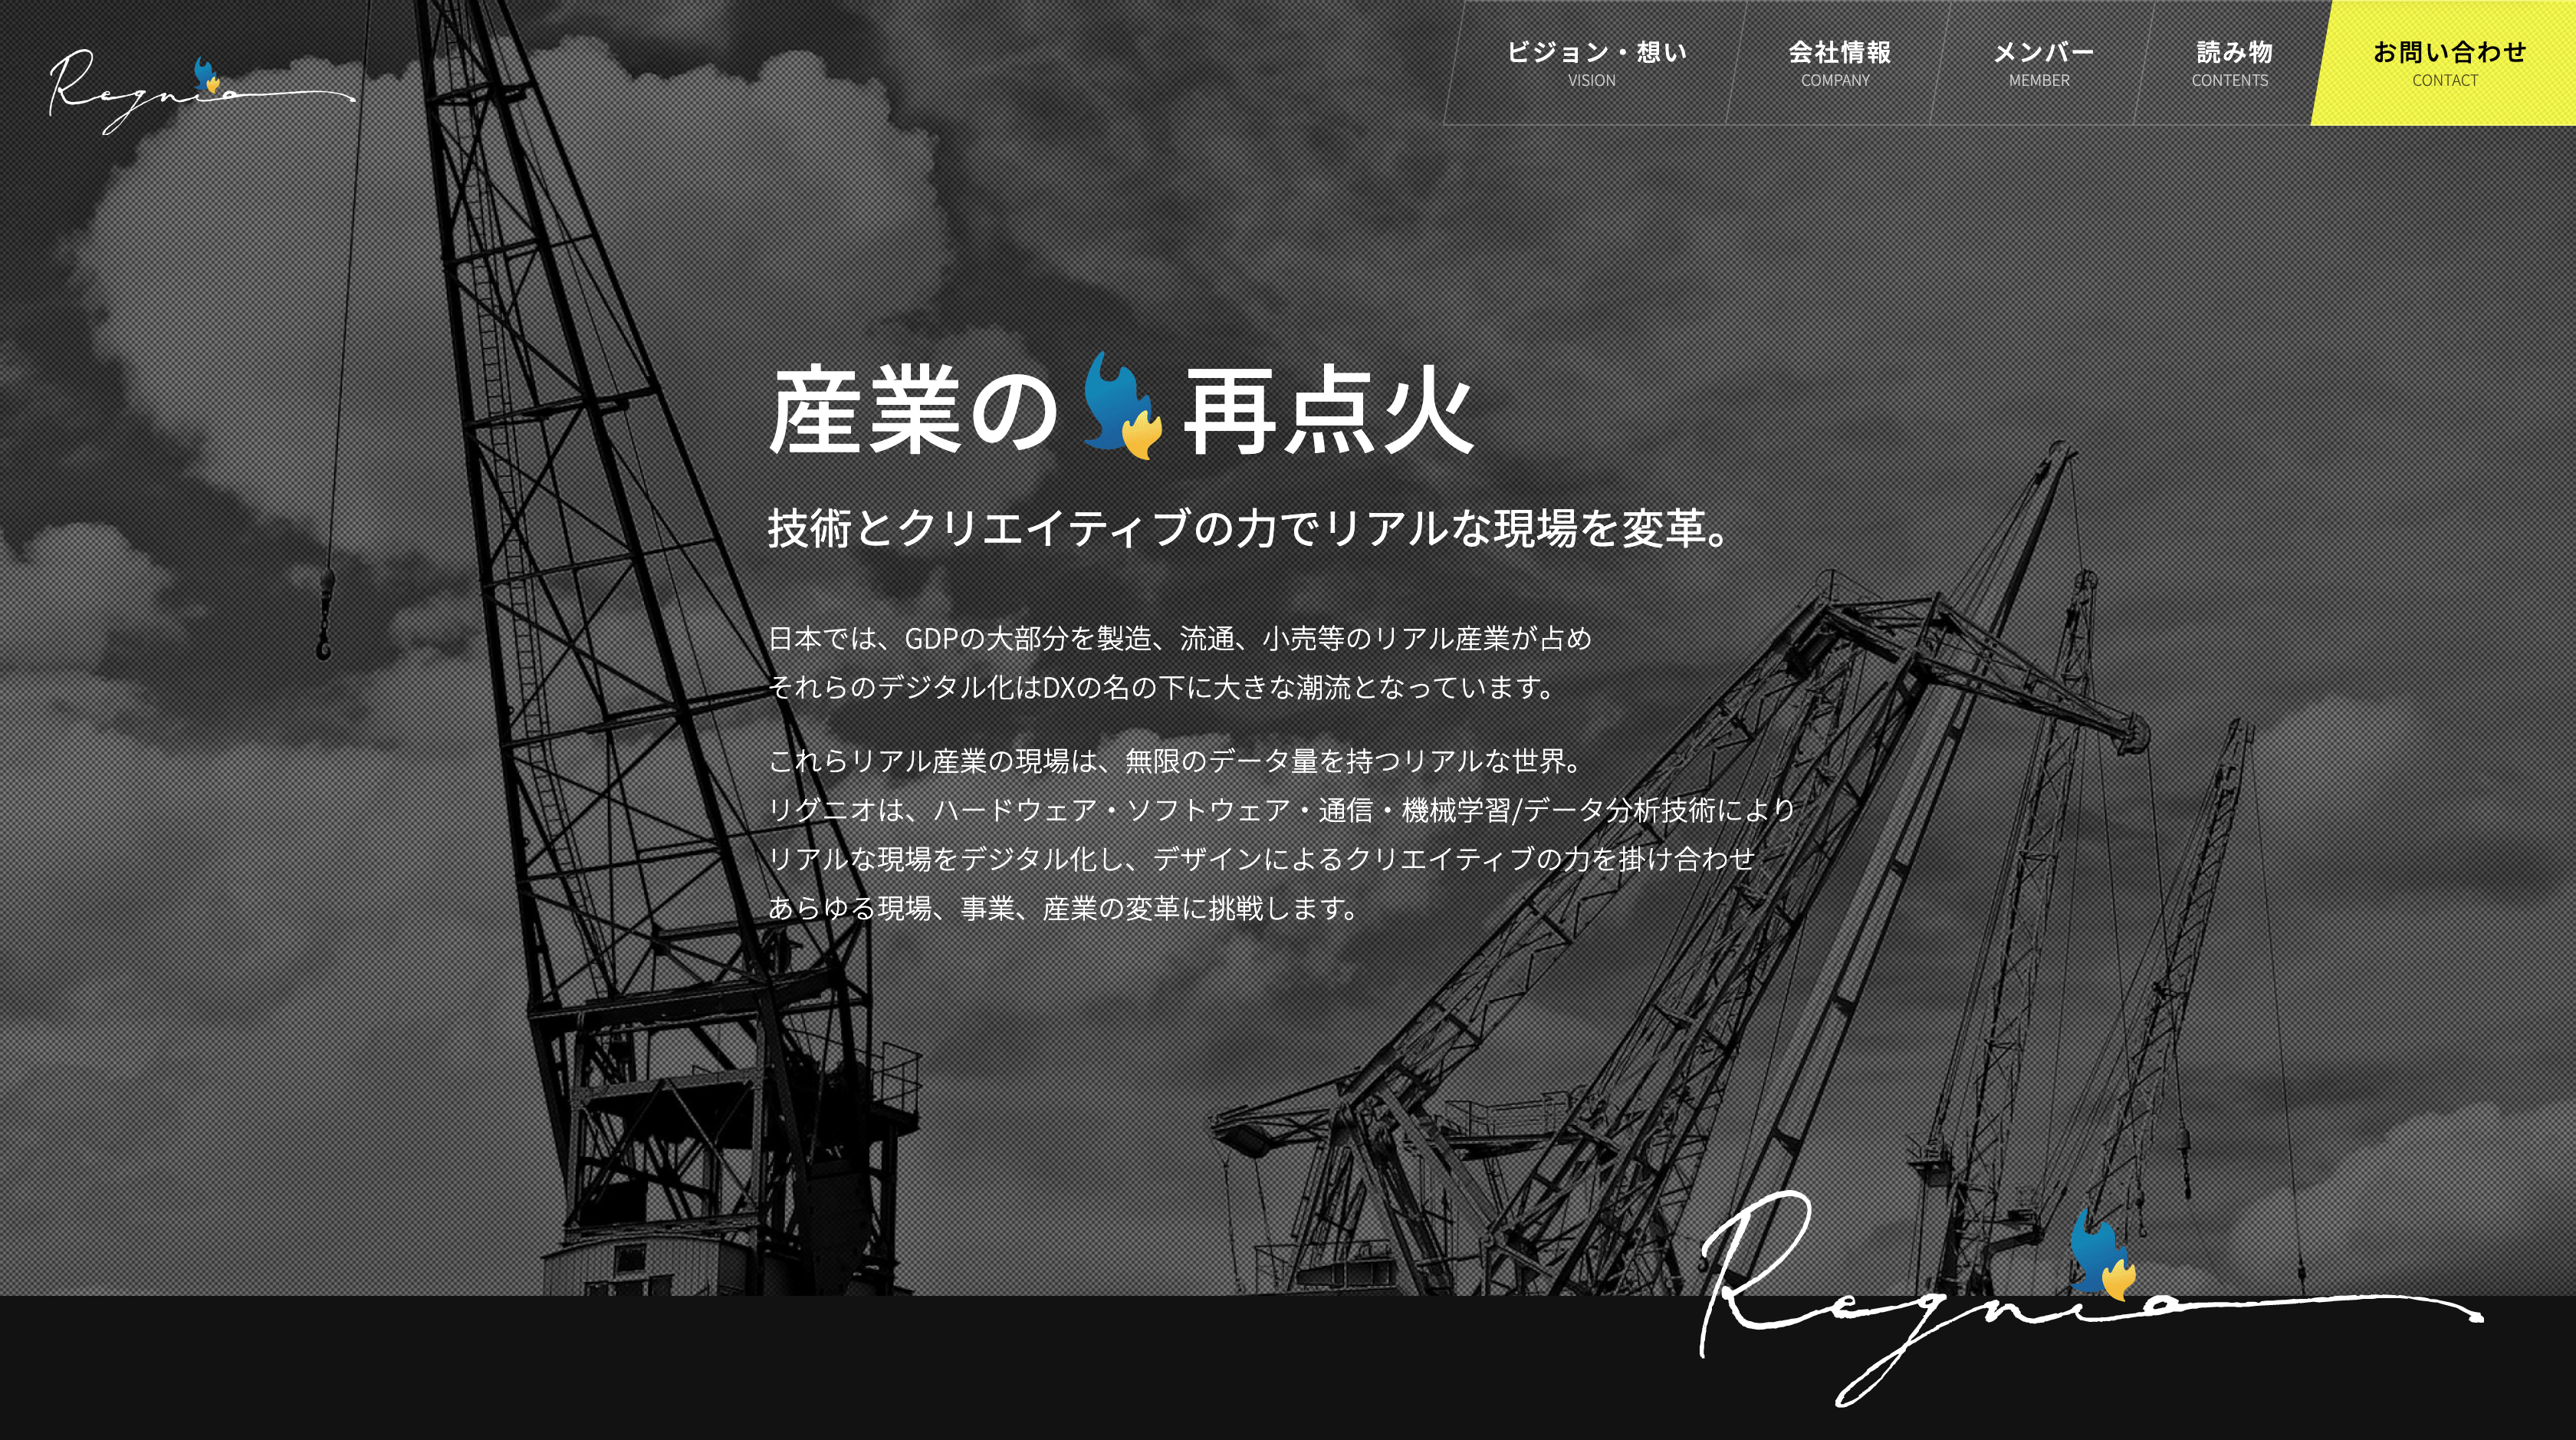 Regnio
ビジョン・想い
VISION
会社情報
COMPANY
メンバー
MEMBER
読み物
CONTENTS
お問い合わせ
CONTACT
産業の再点火
技術とクリエイティブの力でリアルな現場を変革。
日本では、GDPの大部分を製造、流通、小売等のリアル産業が占め
それらのデジタル化はDXの名の下に大きな潮流となっています。
これらリアル産業の現場は、無限のデータ量を持つリアルな世界。
リグニオは、ハードウェア・ソフトウェア・通信・機械学習/データ分析技術により
リアルな現場をデジタル化し、デザインによるクリエイティブの力を掛け合わせ
あらゆる現場、事業、産業の変革に挑戦します。
Regnio